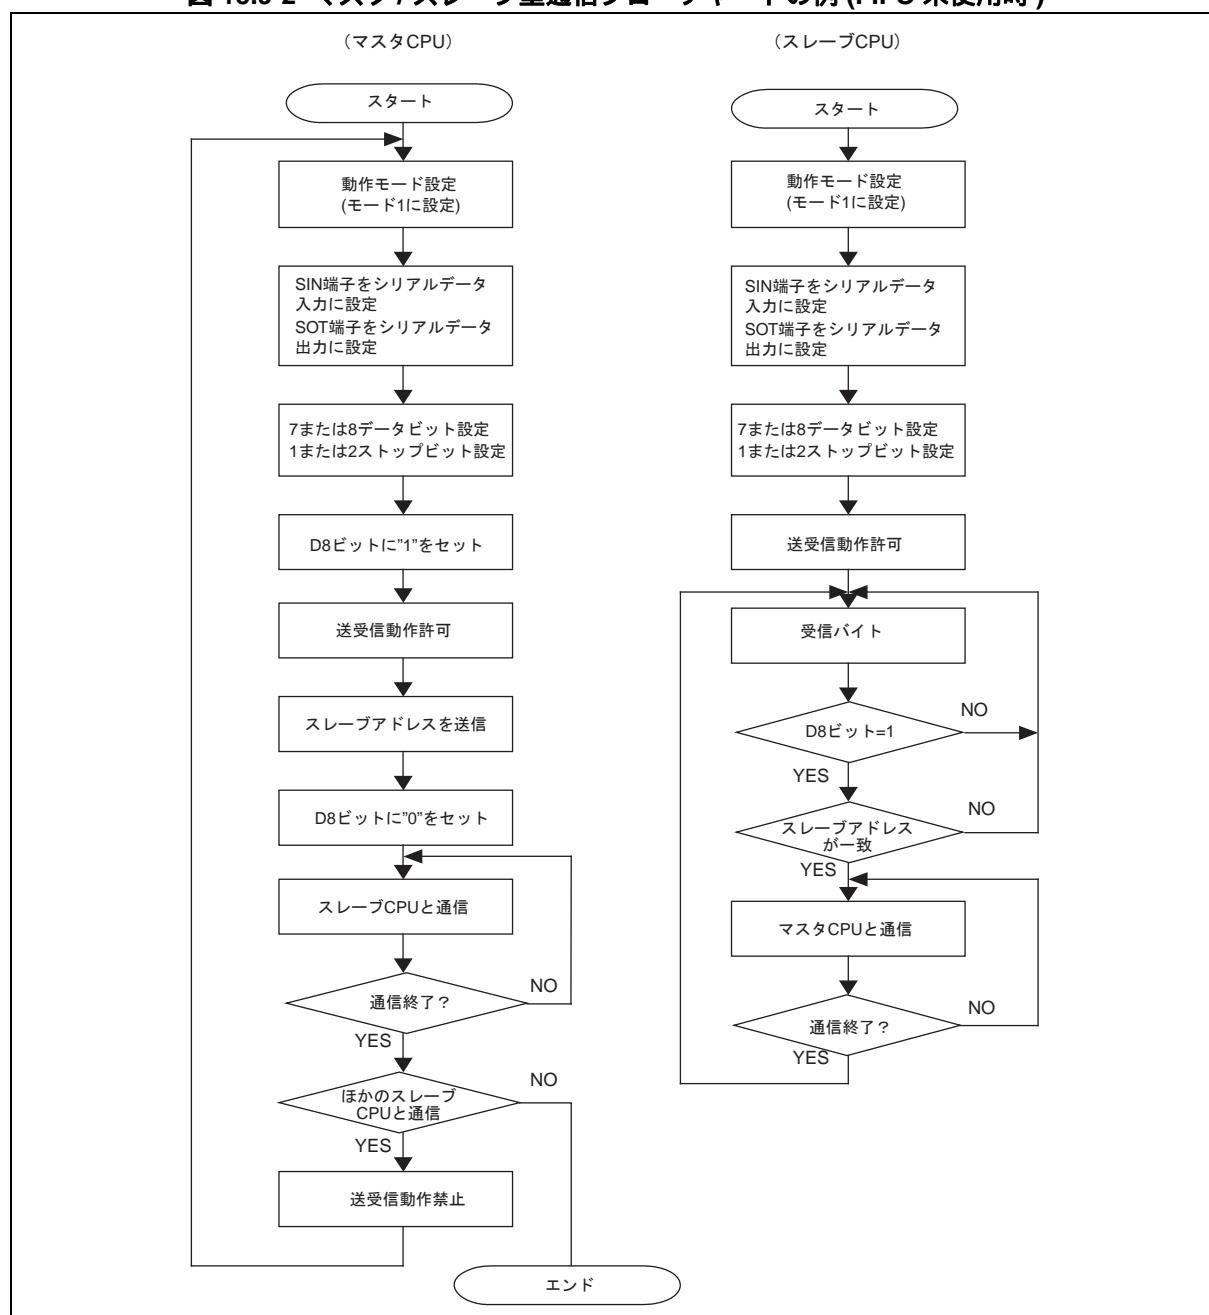 (マスタCPU)
スタート
動作モード設定
(モード1に設定)
SIN端子をシリアルデータ
入力に設定
SOT端子をシリアルデータ
出力に設定
7または8データビット設定
1または2ストップビット設定
D8ビットに"1"をセット
送受信動作許可
スレーブアドレスを送信
D8ビットに"0"をセット
スレーブCPUと通信
通信終了?
NO
YES
ほかのスレーブ
CPUと通信
NO
YES
送受信動作禁止
エンド
(スレーブCPU)
スタート
動作モード設定
(モード1に設定)
SIN端子をシリアルデータ
入力に設定
SOT端子をシリアルデータ
出力に設定
7または8データビット設定
1または2ストップビット設定
送受信動作許可
受信バイト
D8ビット=1
NO
YES
スレーブアドレス
が一致
NO
YES
マスタCPUと通信
通信終了?
NO
YES